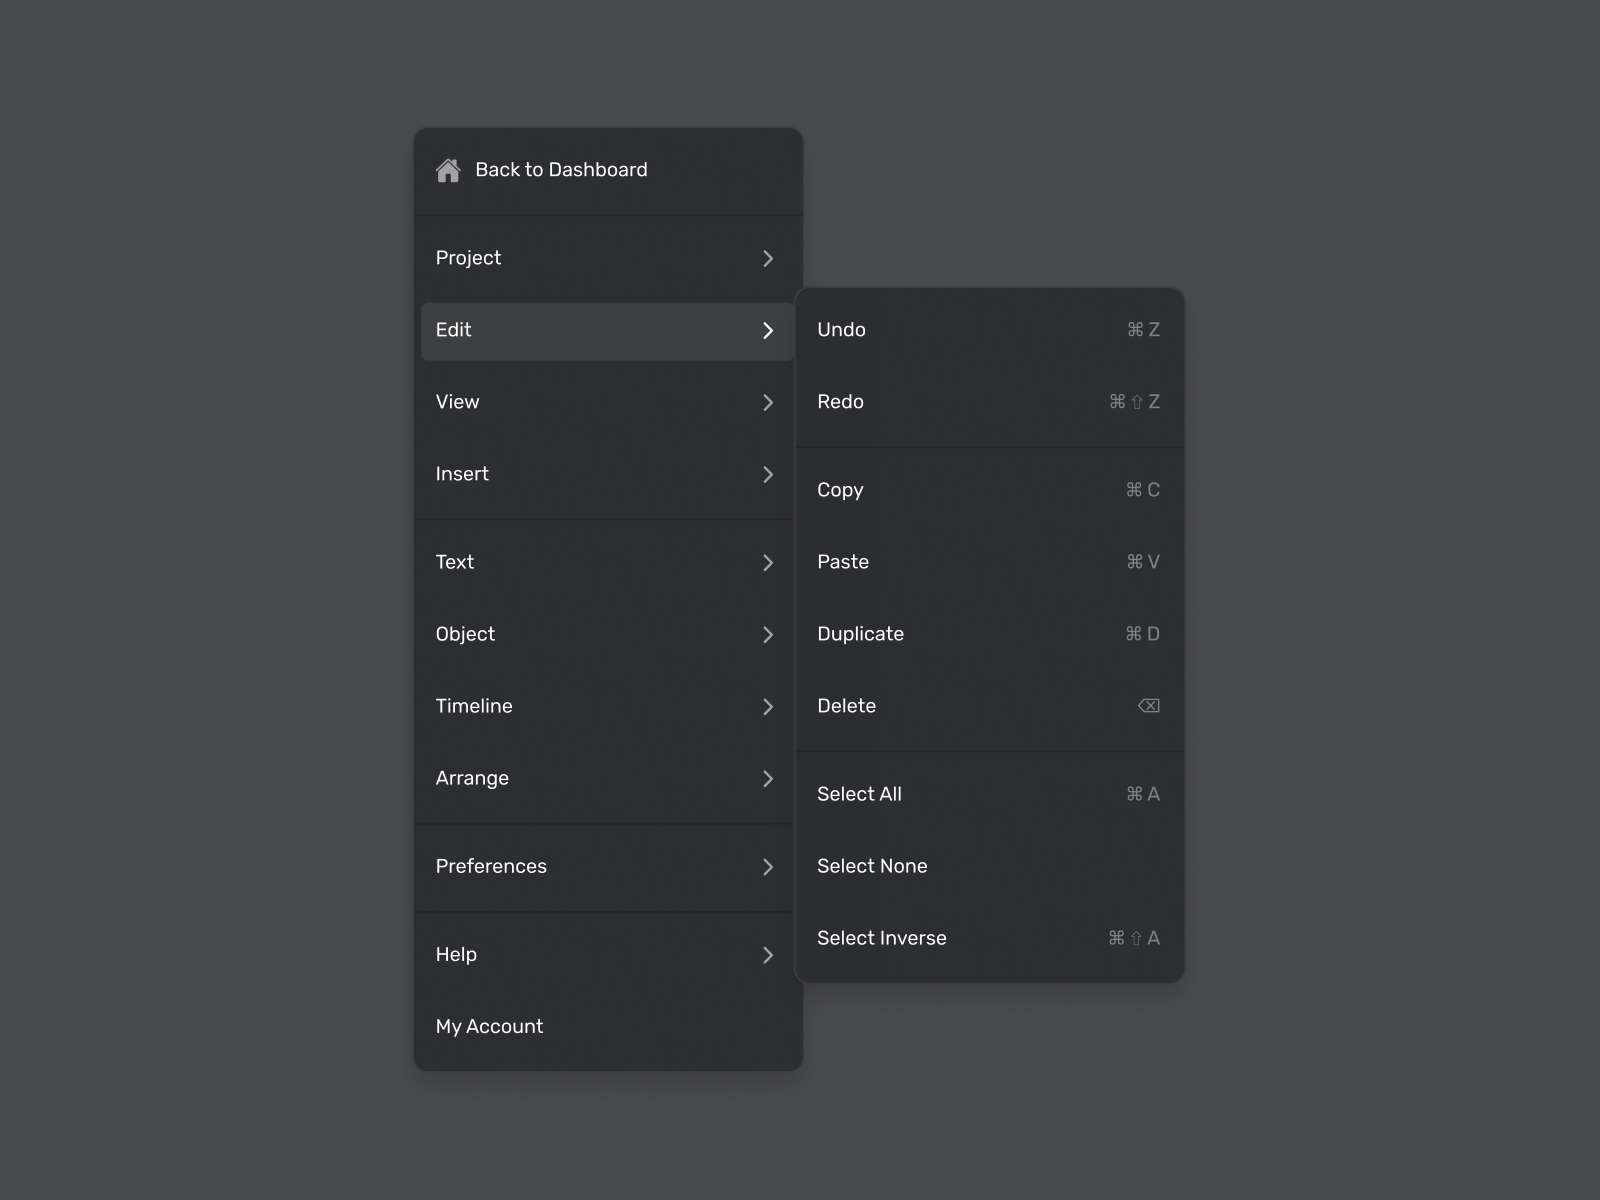 Back to Dashboard
Project
Edit
View
Insert
Text
Object
Timeline
Arrange
Preferences
Help
My Account
Undo ⌘ Z
Redo ⌘ ⇧ Z
Copy ⌘ C
Paste ⌘ V
Duplicate ⌘ D
Delete ⌫
Select All ⌘ A
Select None
Select Inverse ⌘ ⇧ A